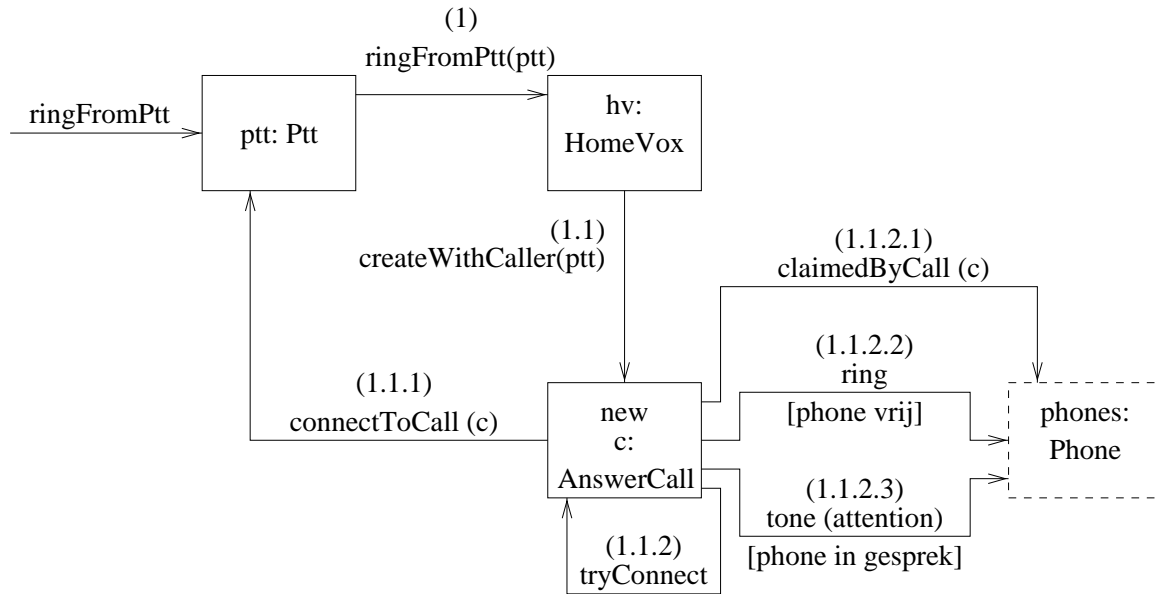 (1)
ringFromPtt(ptt)
ringFromPtt
ptt: Ptt
hv:
HomeVox
(1.1)
createWithCaller(ptt)
(1.1.2.1)
claimedByCall (c)
(1.1.2.2)
ring
[phone vrij]
(1.1.1)
connectToCall (c)
new
c:
AnswerCall
phones:
Phone
(1.1.2.3)
tone (attention)
[phone in gesprek]
(1.1.2)
tryConnect